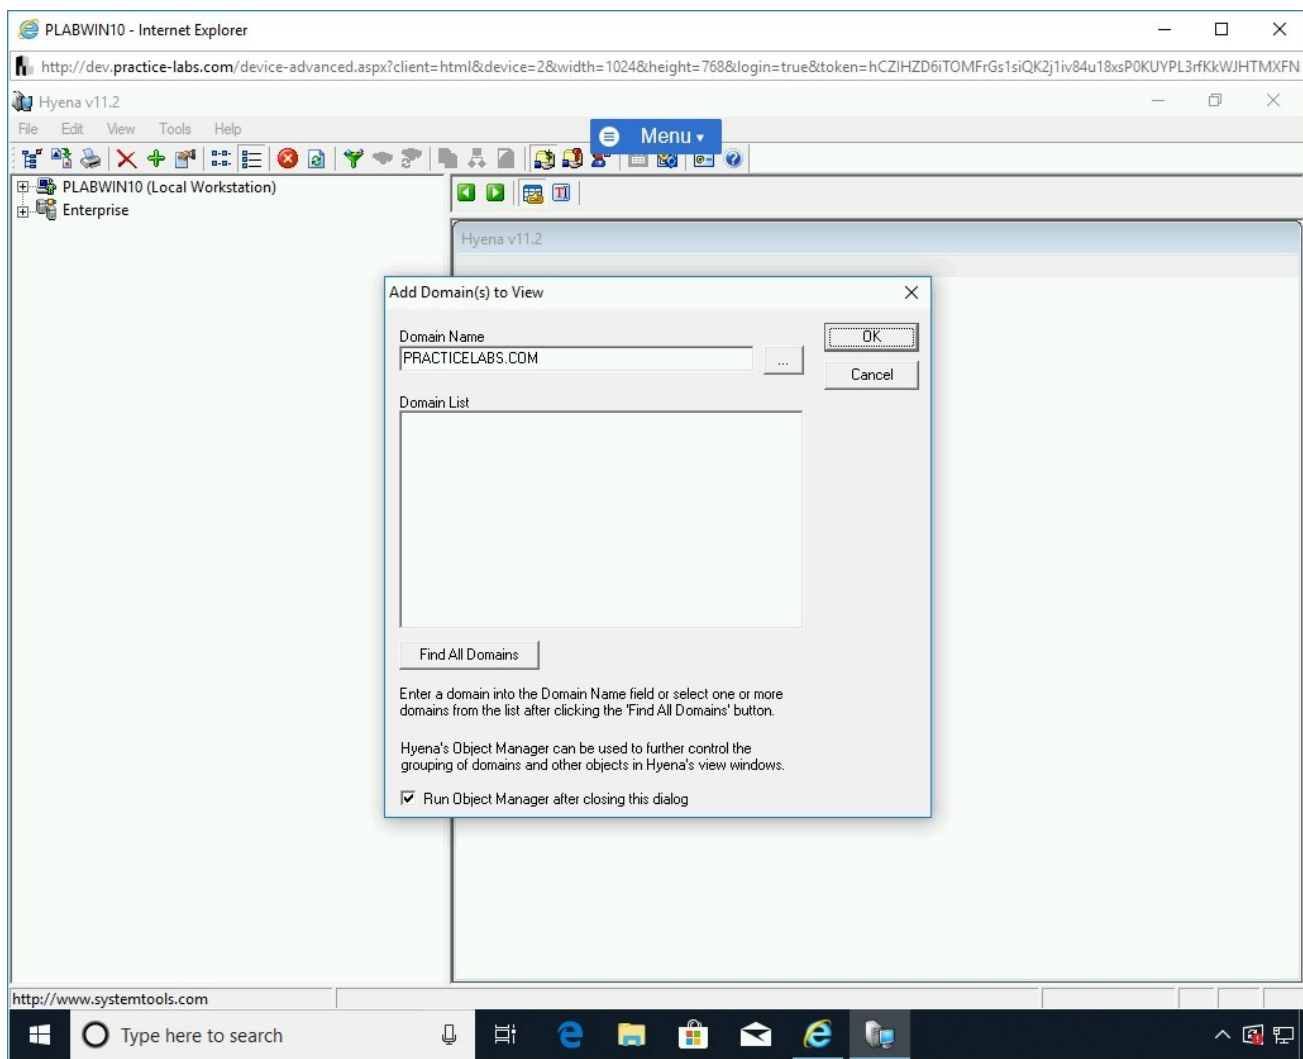 PLABWIN10 - Internet Explorer
http://dev.practice-labs.com/device-advanced.aspx?client=html&device=2&width=1024&height=768&login=true&token=hCZIHZD6iTOMFrGs1siQK2j1iv84u18xsP0KUYPL3rfKkWJHTMXFN
Hyena v11.2
File Edit View Tools Help
Menu
PLABWIN10 (Local Workstation)
Enterprise
Hyena v11.2
Add Domain(s) to View
Domain Name
OK
PRACTICELABS.COM
...
Cancel
Domain List
Find All Domains
Enter a domain into the Domain Name field or select one or more
domains from the list after clicking the 'Find All Domains' button.
Hyena's Object Manager can be used to further control the
grouping of domains and other objects in Hyena's view windows.
Run Object Manager after closing this dialog
http://www.systemtools.com
Type here to search